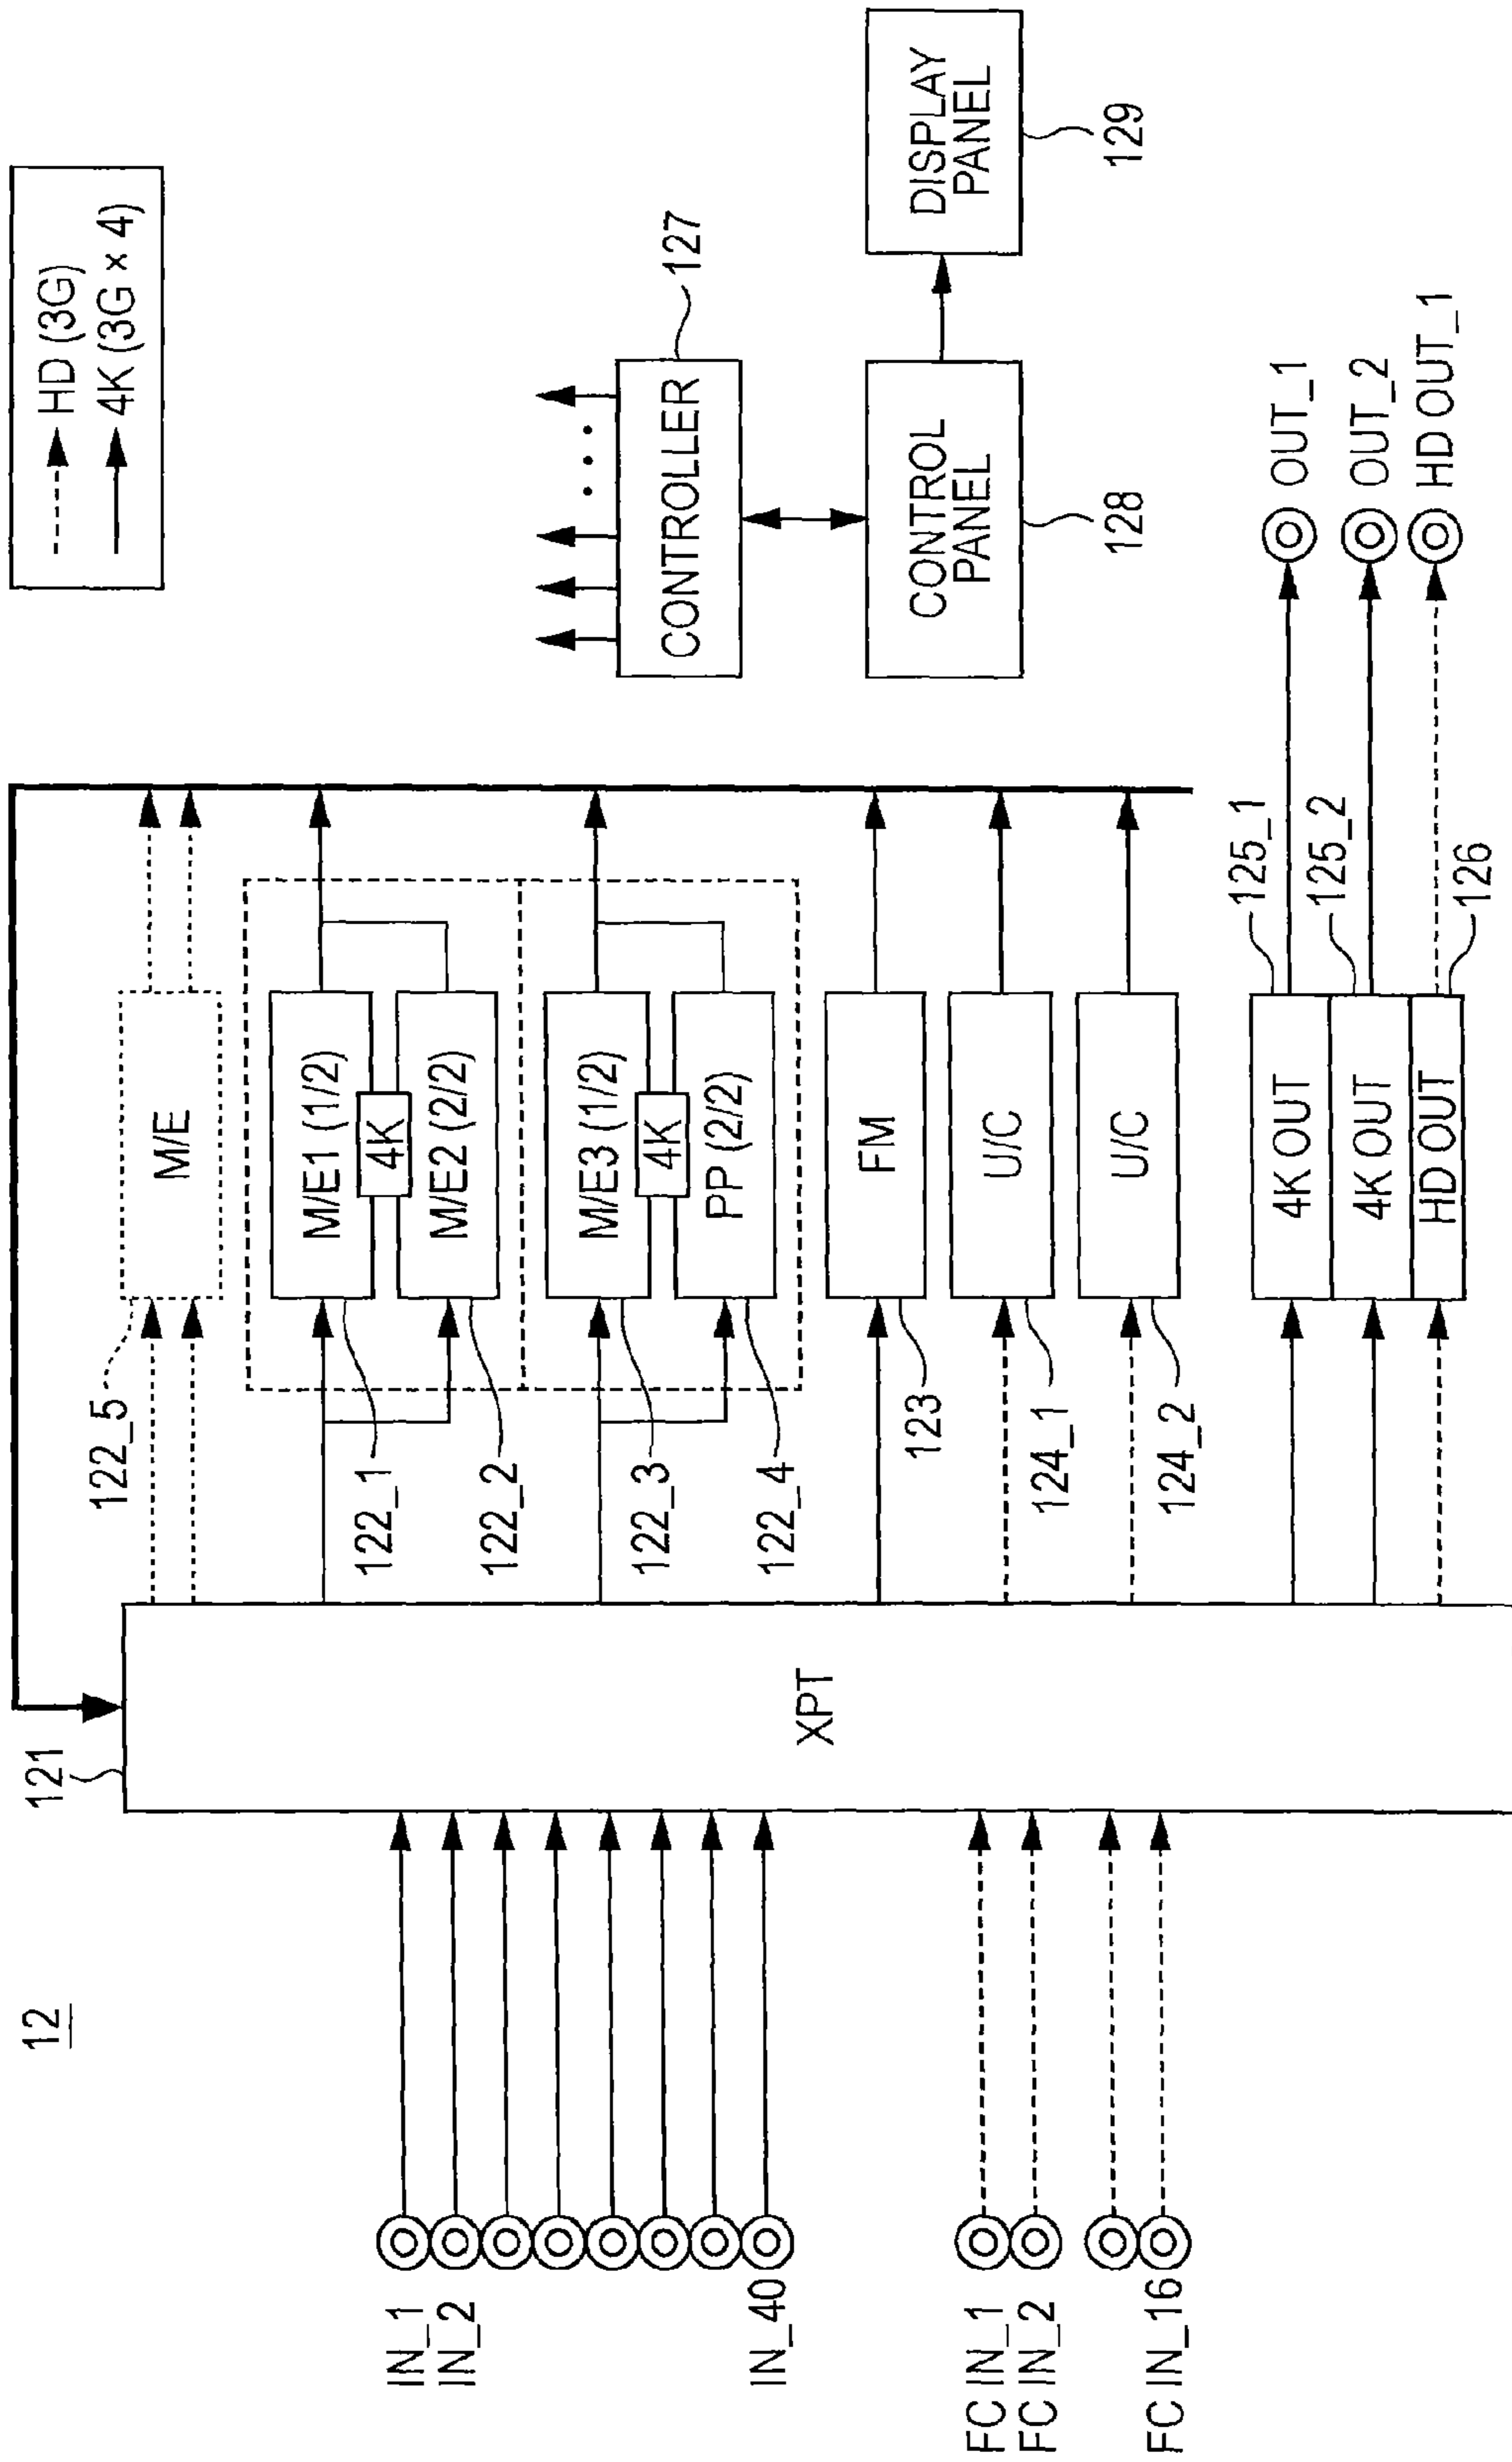 12
HD (3G)
4K (3G × 4)
121
XPT
IN_1
IN_2
IN_40
FC IN_1
FC IN_2
FC IN_16
122_5
M/E
122_1
M/E1 (1/2)
4K
122_2
M/E2 (2/2)
122_3
M/E3 (1/2)
4K
122_4
PP (2/2)
123
FM
124_1
U/C
124_2
U/C
125_1
4K OUT
OUT_1
125_2
4K OUT
OUT_2
126
HD OUT
HD OUT_1
CONTROLLER
127
CONTROL
PANEL
128
DISPLAY
PANEL
129